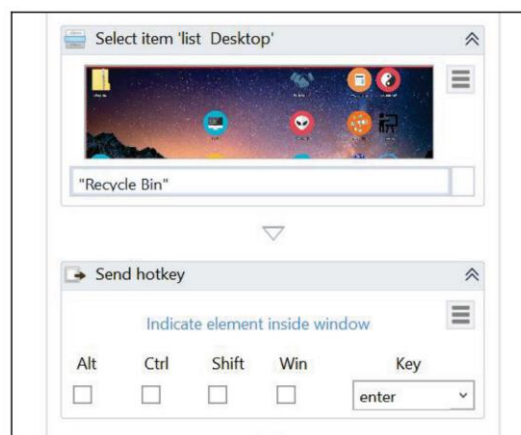 Select item 'list Desktop'
"Recycle Bin"
Send hotkey
Indicate element inside window
Alt Ctrl Shift Win Key
enter